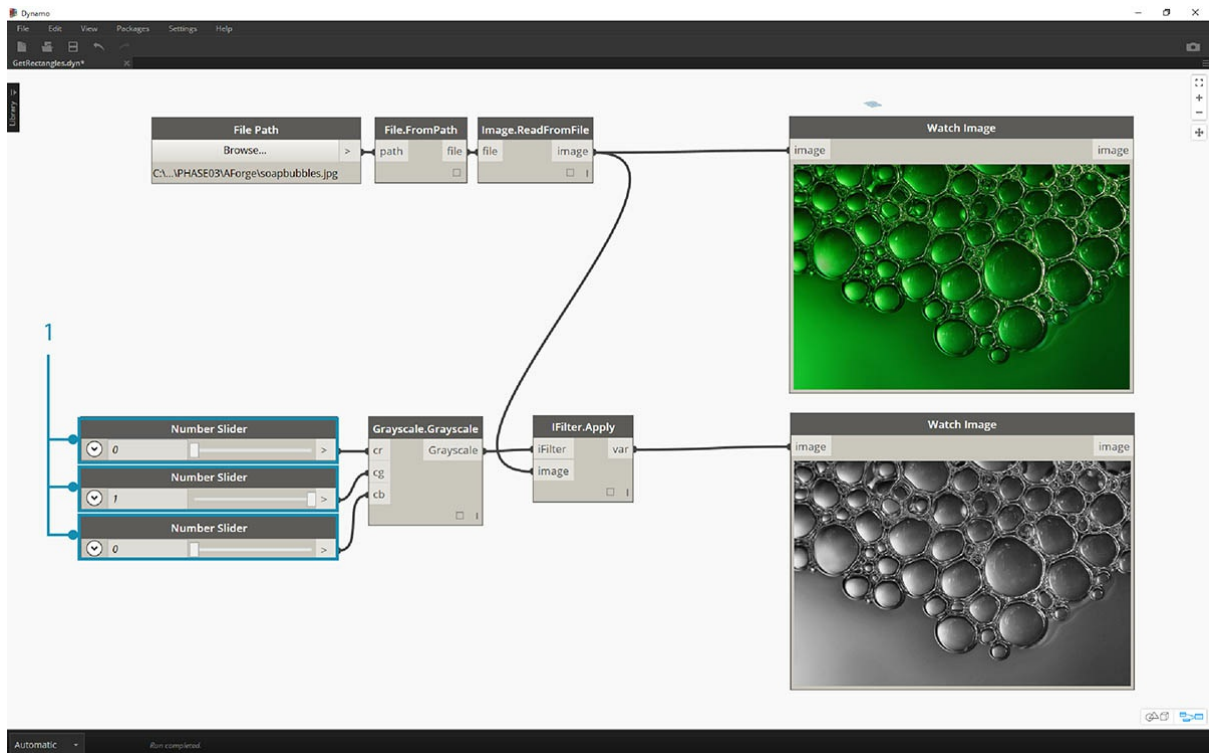 Dynamo
File Edit View Packages Settings Help
GetRectangles.dyn*
Library
File Path
Browse... >
C:\...\PHASE03\AForge\soapbubbles.jpg
File.FromPath
path file
Image.ReadFromFile
file image
Watch Image
image image
1
Number Slider
0 >
Number Slider
1 >
Number Slider
0 >
Grayscale.Grayscale
cr Grayscale
cg
cb
IFilter.Apply
iFilter var
image
Watch Image
image image
Automatic
Run completed.